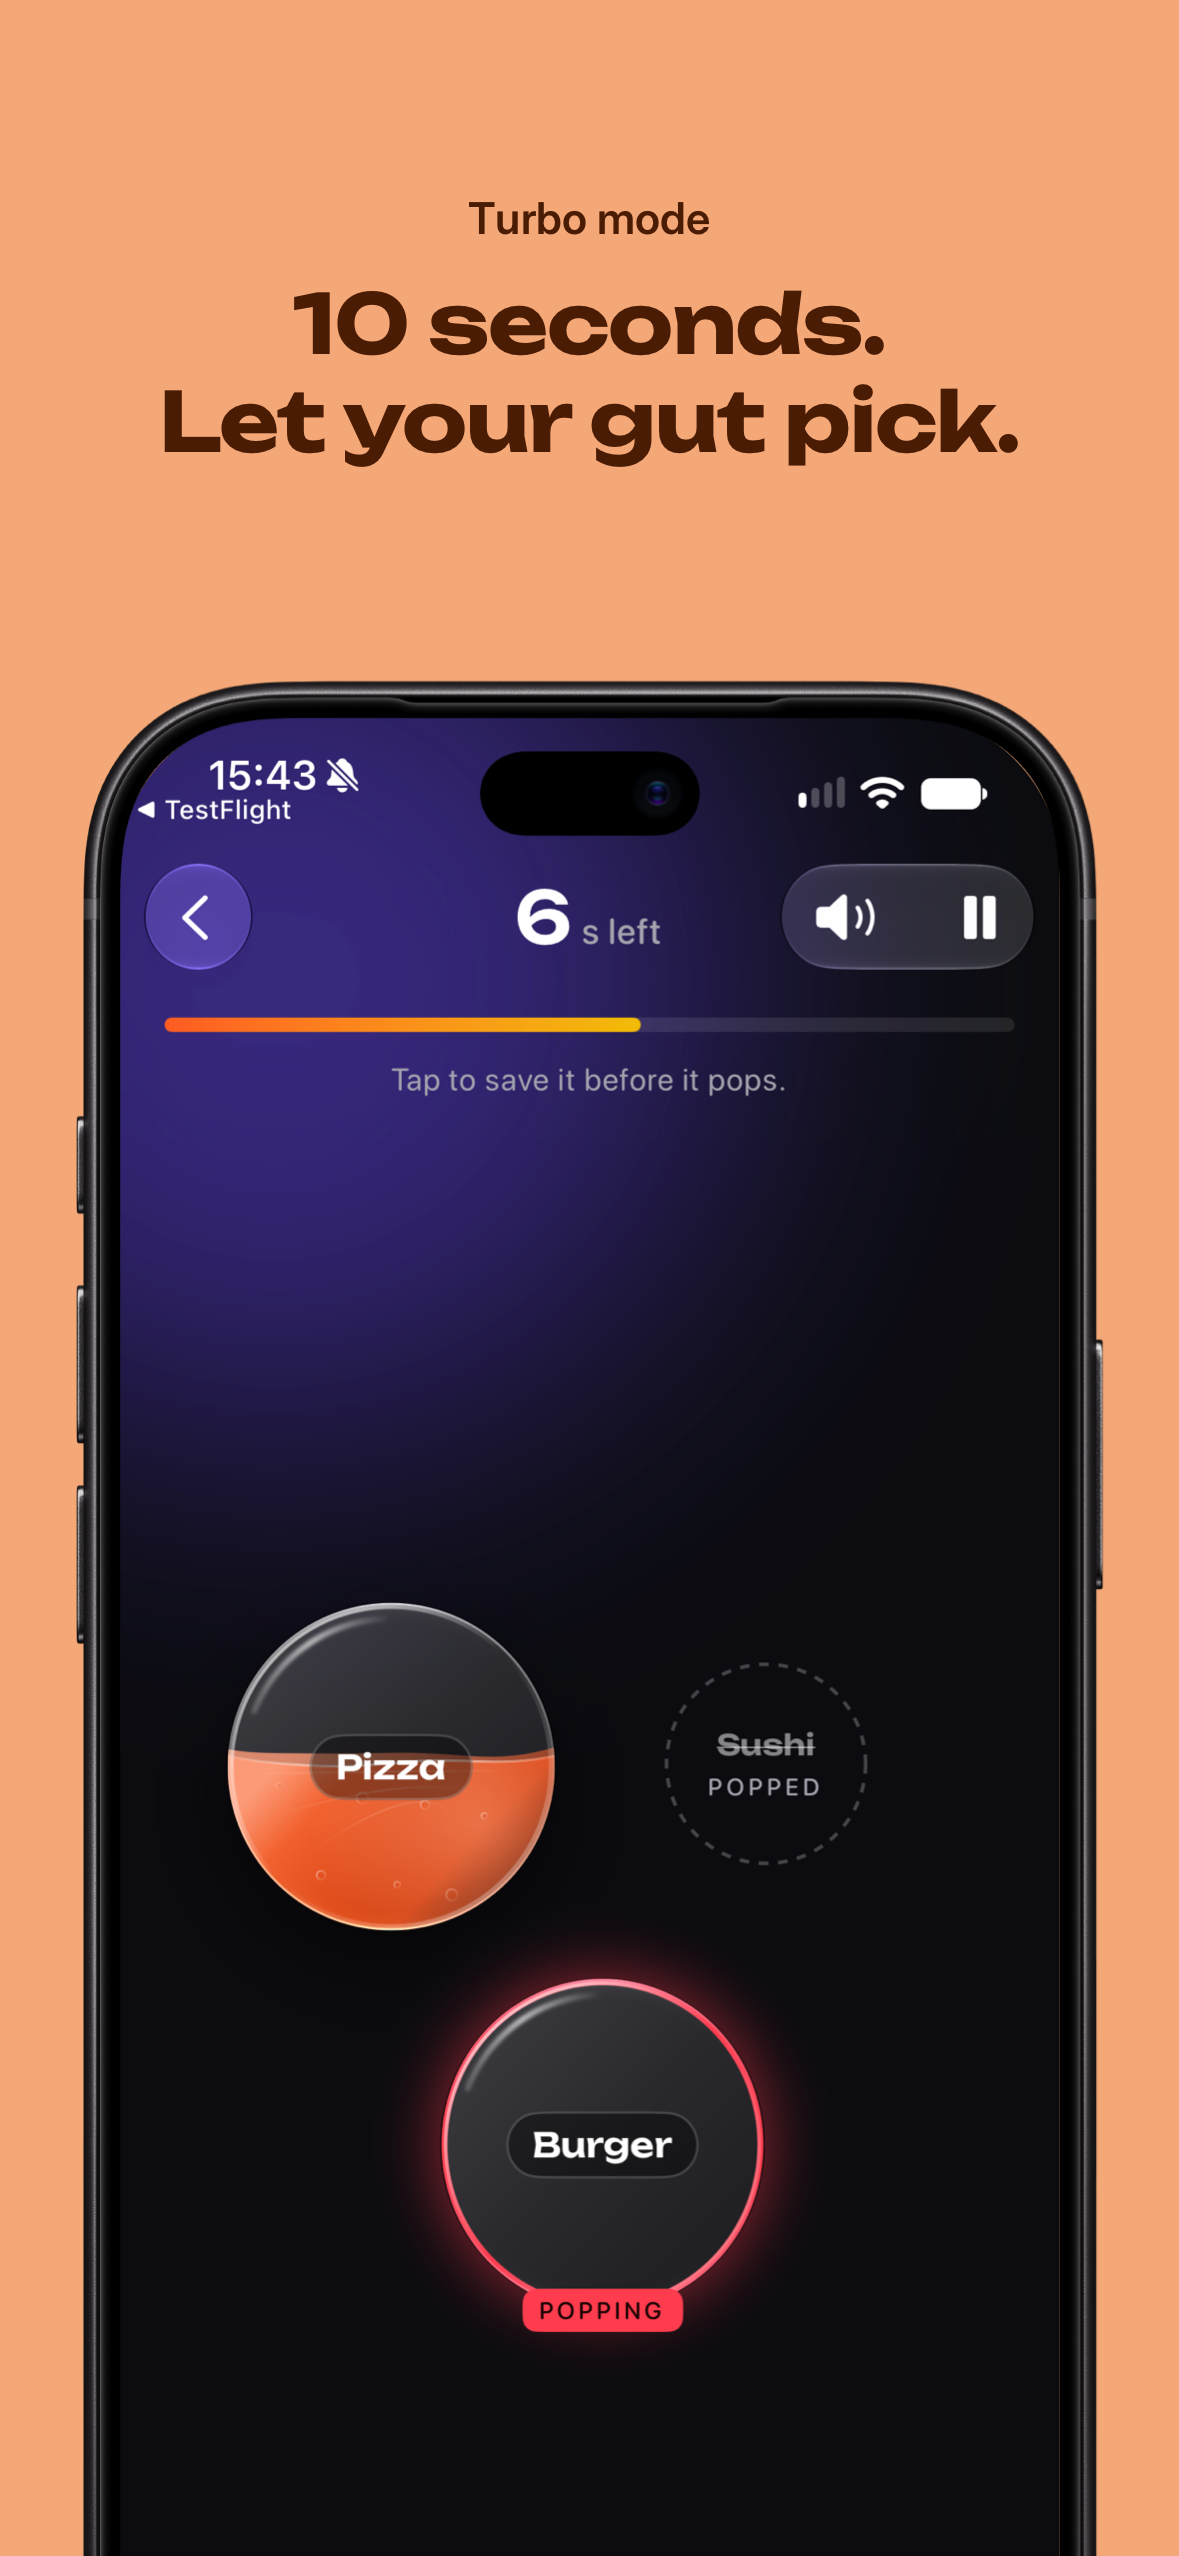 Turbo mode
10 seconds.
Let your gut pick.
15:43
TestFlight
6 s left
Tap to save it before it pops.
Pizza
Sushi
POPPED
Burger
POPPING